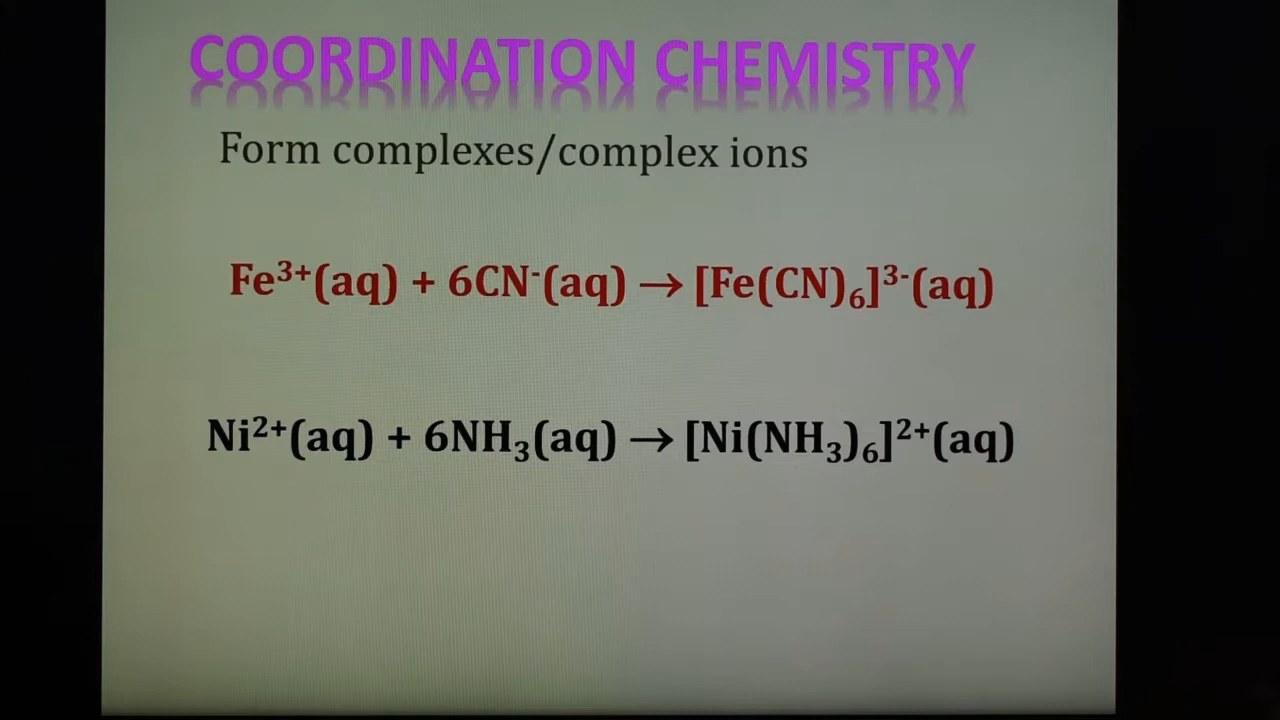 COORDINATION CHEMISTRY
Form complexes/complex ions
Fe³⁺(aq) + 6CN⁻(aq) → [Fe(CN)₆]³⁻(aq)
Ni²⁺(aq) + 6NH₃(aq) → [Ni(NH₃)₆]²⁺(aq)